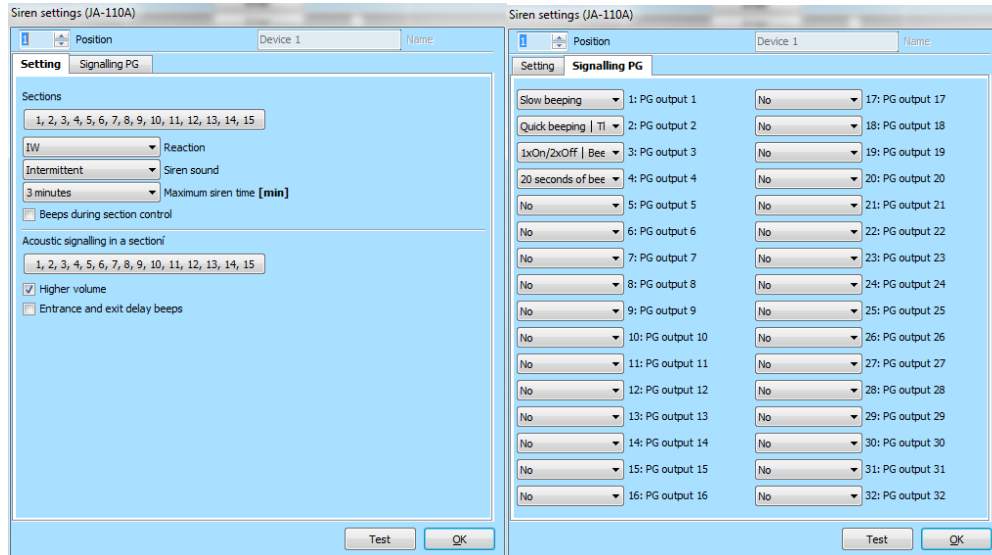 Siren settings (JA-110A)
1 Position Device 1 Name
Setting Signalling PG
Sections
1, 2, 3, 4, 5, 6, 7, 8, 9, 10, 11, 12, 13, 14, 15
IW Reaction
Intermittent Siren sound
3 minutes Maximum siren time [min]
Beeps during section control
Acoustic signalling in a sectioní
1, 2, 3, 4, 5, 6, 7, 8, 9, 10, 11, 12, 13, 14, 15
Higher volume
Entrance and exit delay beeps
Test OK
Siren settings (JA-110A)
1 Position Device 1 Name
Setting Signalling PG
Slow beeping 1: PG output 1 No 17: PG output 17
Quick beeping | Tl 2: PG output 2 No 18: PG output 18
1xOn/2xOff | Bee 3: PG output 3 No 19: PG output 19
20 seconds of bee 4: PG output 4 No 20: PG output 20
No 5: PG output 5 No 21: PG output 21
No 6: PG output 6 No 22: PG output 22
No 7: PG output 7 No 23: PG output 23
No 8: PG output 8 No 24: PG output 24
No 9: PG output 9 No 25: PG output 25
No 10: PG output 10 No 26: PG output 26
No 11: PG output 11 No 27: PG output 27
No 12: PG output 12 No 28: PG output 28
No 13: PG output 13 No 29: PG output 29
No 14: PG output 14 No 30: PG output 30
No 15: PG output 15 No 31: PG output 31
No 16: PG output 16 No 32: PG output 32
Test OK